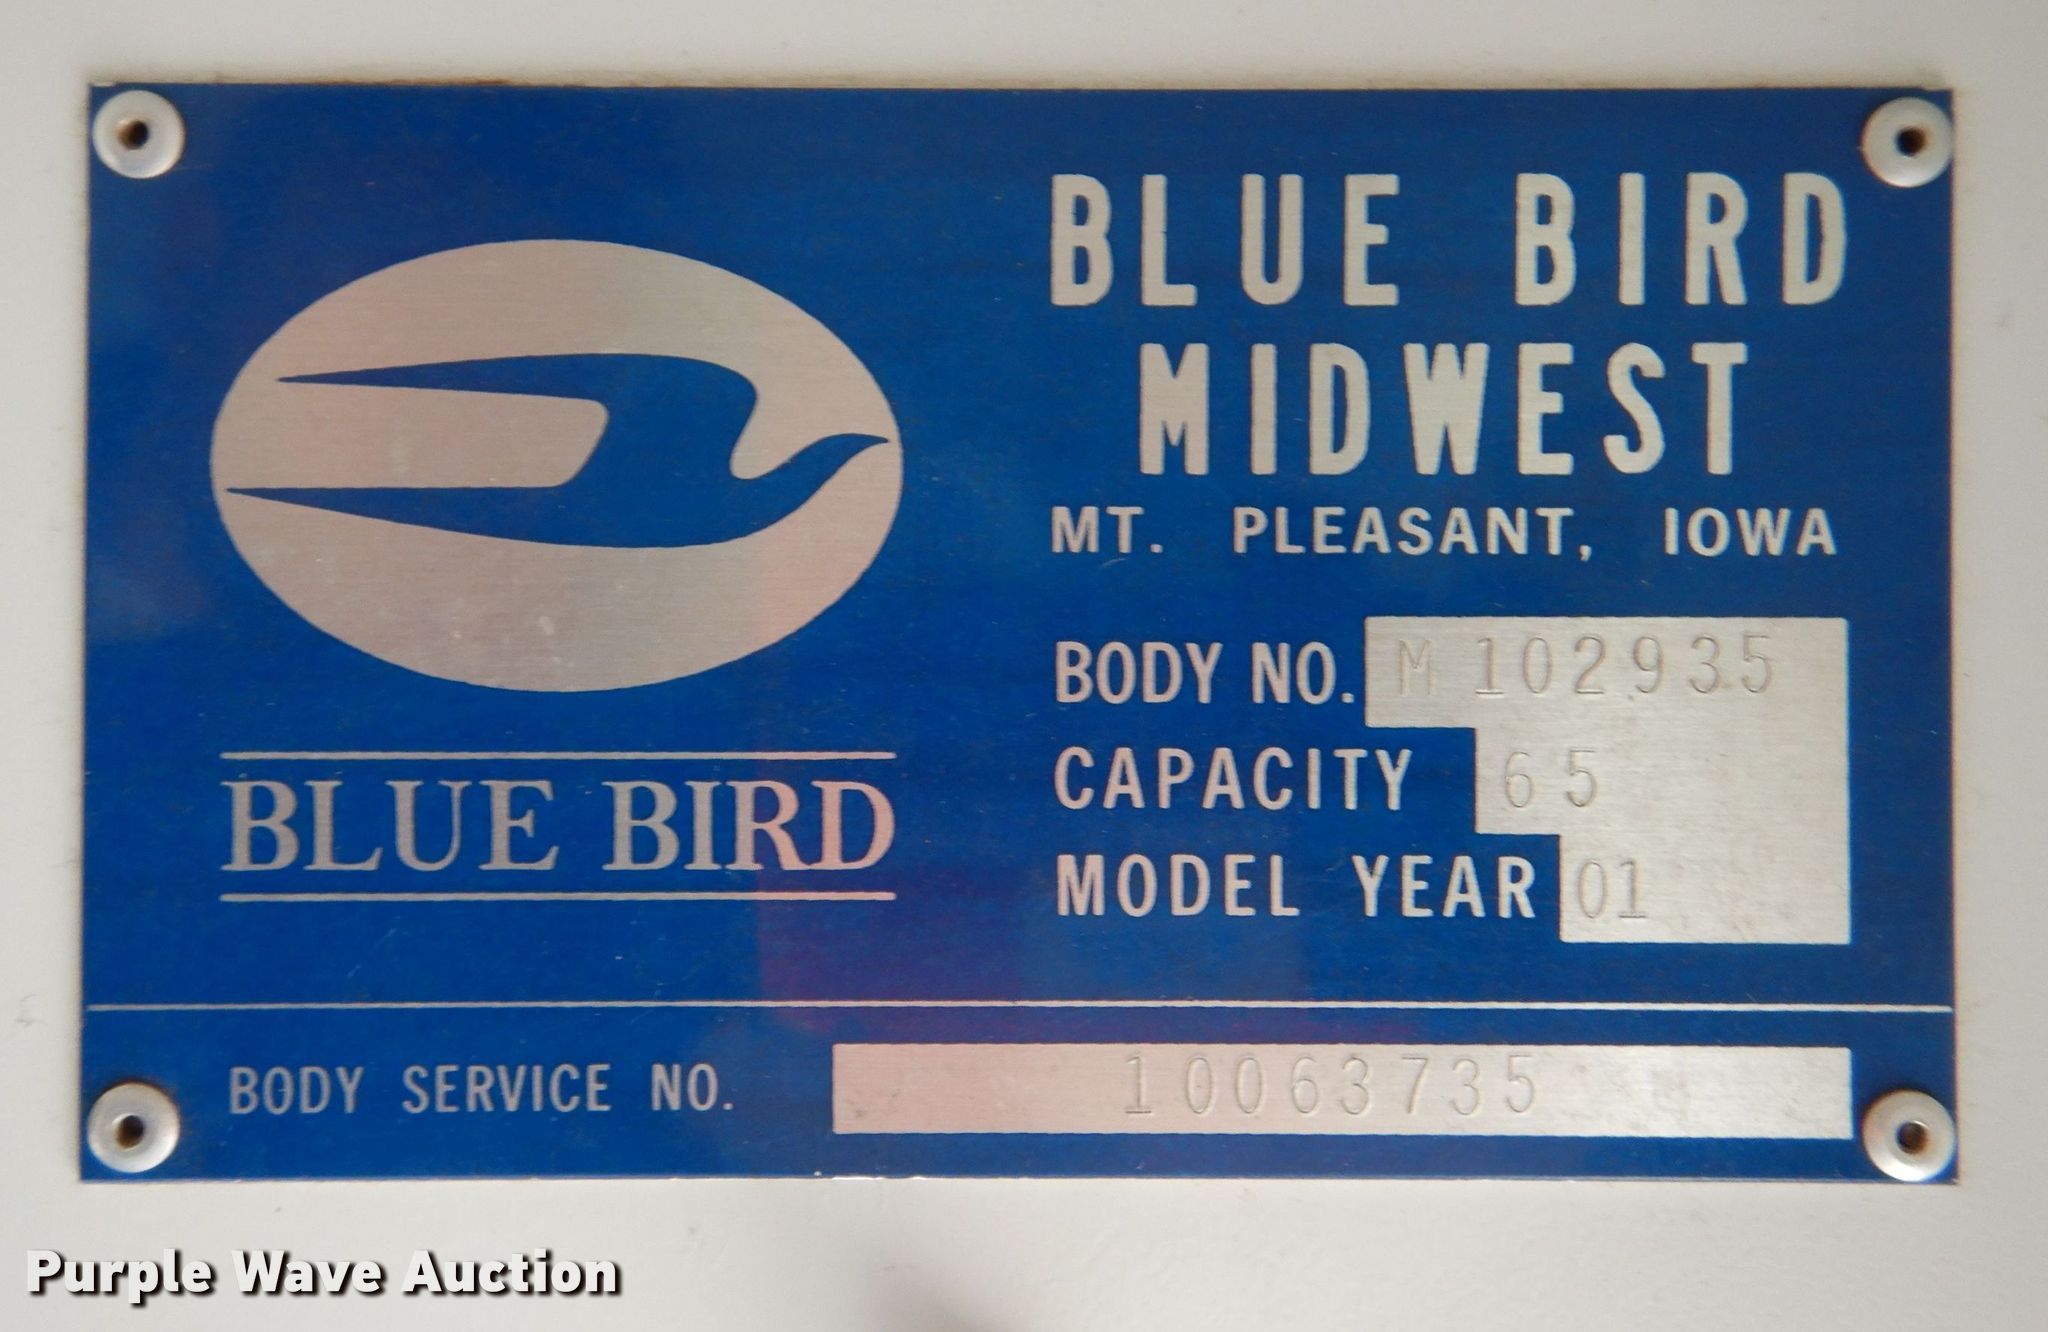 BLUE BIRD
BLUE BIRD
MIDWEST
MT. PLEASANT, IOWA
BODY NO. M 102935
CAPACITY 65
MODEL YEAR 01
BODY SERVICE NO. 10063735
Purple Wave Auction